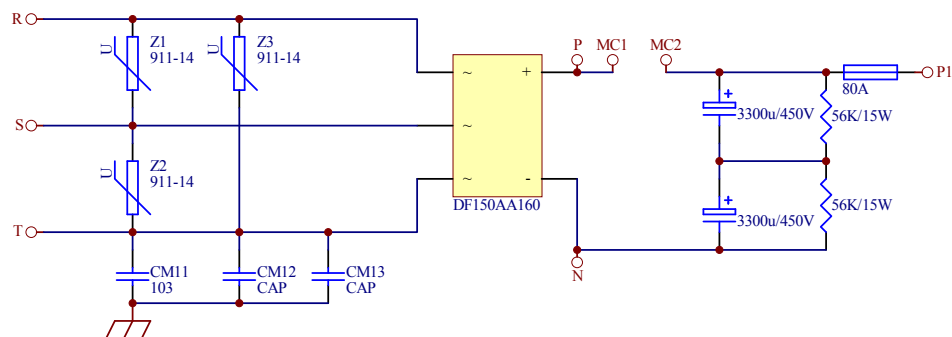 R
Z1
911-14
U
Z3
911-14
U
S
Z2
911-14
U
T
CM11
103
CM12
CAP
CM13
CAP
~
~
~
+
-
DF150AA160
P
MC1
MC2
N
+
3300u/450V
+
3300u/450V
56K/15W
56K/15W
80A
P1